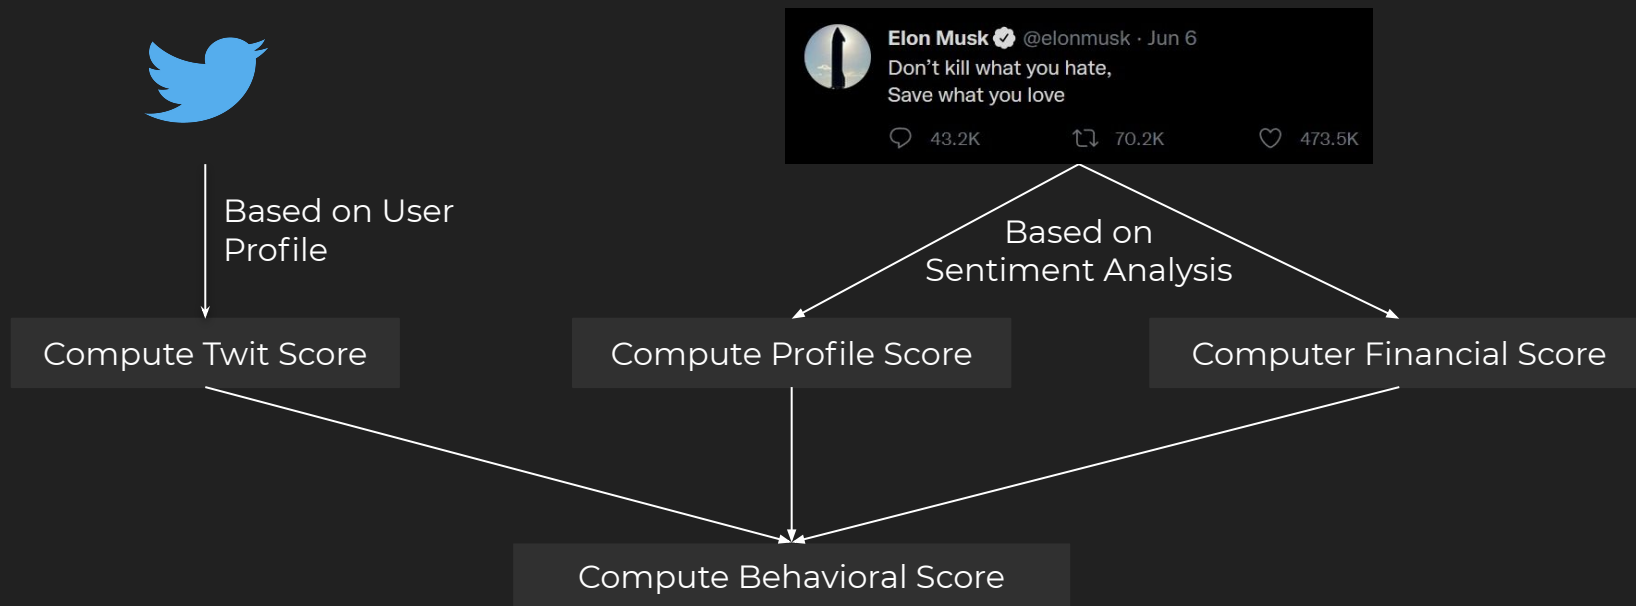 Elon Musk @elonmusk · Jun 6
Don’t kill what you hate,
Save what you love
43.2K 70.2K 473.5K
Based on User
Profile
Based on
Sentiment Analysis
Compute Twit Score
Compute Profile Score
Computer Financial Score
Compute Behavioral Score